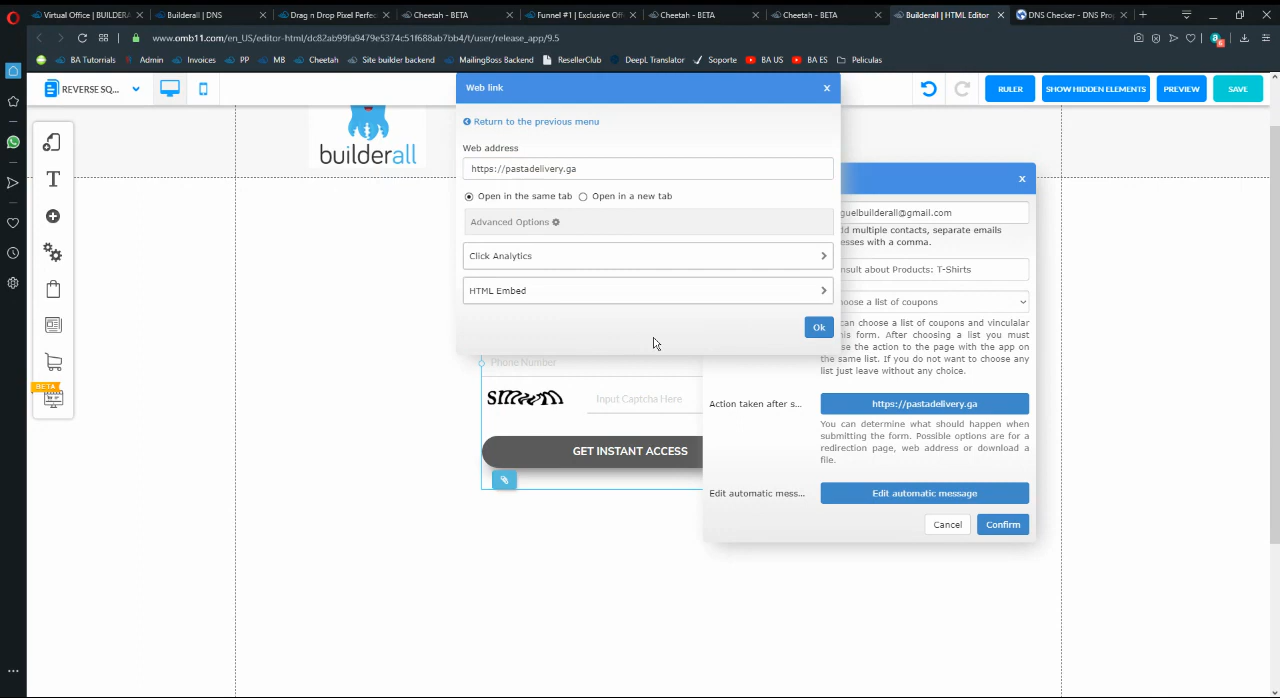 Virtual Office | BUILDERA
Builderall | DNS
Drag n Drop Pixel Perfec
Cheetah - BETA
Funnel #1 | Exclusive Off
Cheetah - BETA
Cheetah - BETA
Builderall | HTML Editor
DNS Checker - DNS Prop
www.omb11.com/en_US/editor-html/dc82ab99fa9479e5374c51f688ab7bb4/t/user/release_app/9.5
BA Tutorrials
Admin
Invoices
PP
MB
Cheetah
Site builder backend
MailingBoss Backend
ResellerClub
DeepL Translator
Soporte
BA US
BA ES
Peliculas
REVERSE SQ...
RULER
SHOW HIDDEN ELEMENTS
PREVIEW
SAVE
builderall
BETA
Web link
Return to the previous menu
Web address
https://pastadelivery.ga
Open in the same tab
Open in a new tab
Advanced Options
Click Analytics
HTML Embed
Ok
guelbuilderall@gmail.com
dd multiple contacts, separate emails
esses with a comma.
nsult about Products: T-Shirts
oose a list of coupons
can choose a list of coupons and vinculalar
his form. After choosing a list you must
se the action to the page with the app on
the same list. If you do not want to choose any
list just leave without any choice.
Action taken after s...
https://pastadelivery.ga
You can determine what should happen when
submitting the form. Possible options are for a
redirection page, web address or download a
file.
Edit automatic mess...
Edit automatic message
Cancel
Confirm
Phone Number
Input Captcha Here
GET INSTANT ACCESS